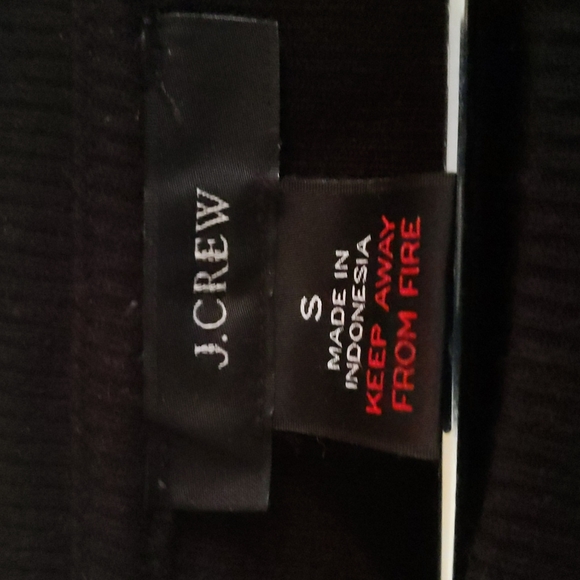 J.CREW
S
MADE IN
INDONESIA
KEEP AWAY
FROM FIRE